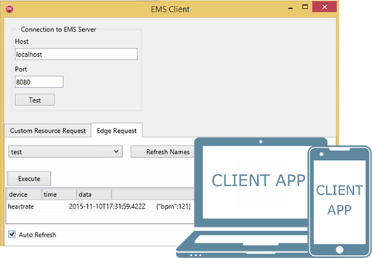 EMS Client
Connection to EMS Server
Host
localhost
Port
8080
Test
Custom Resource Request
Edge Request
test
Refresh Names
Execute
device time data
heartrate 2015-11-10T17:31:59.422Z {"bpm":121}
Auto Refresh
CLIENT APP
CLIENT
APP